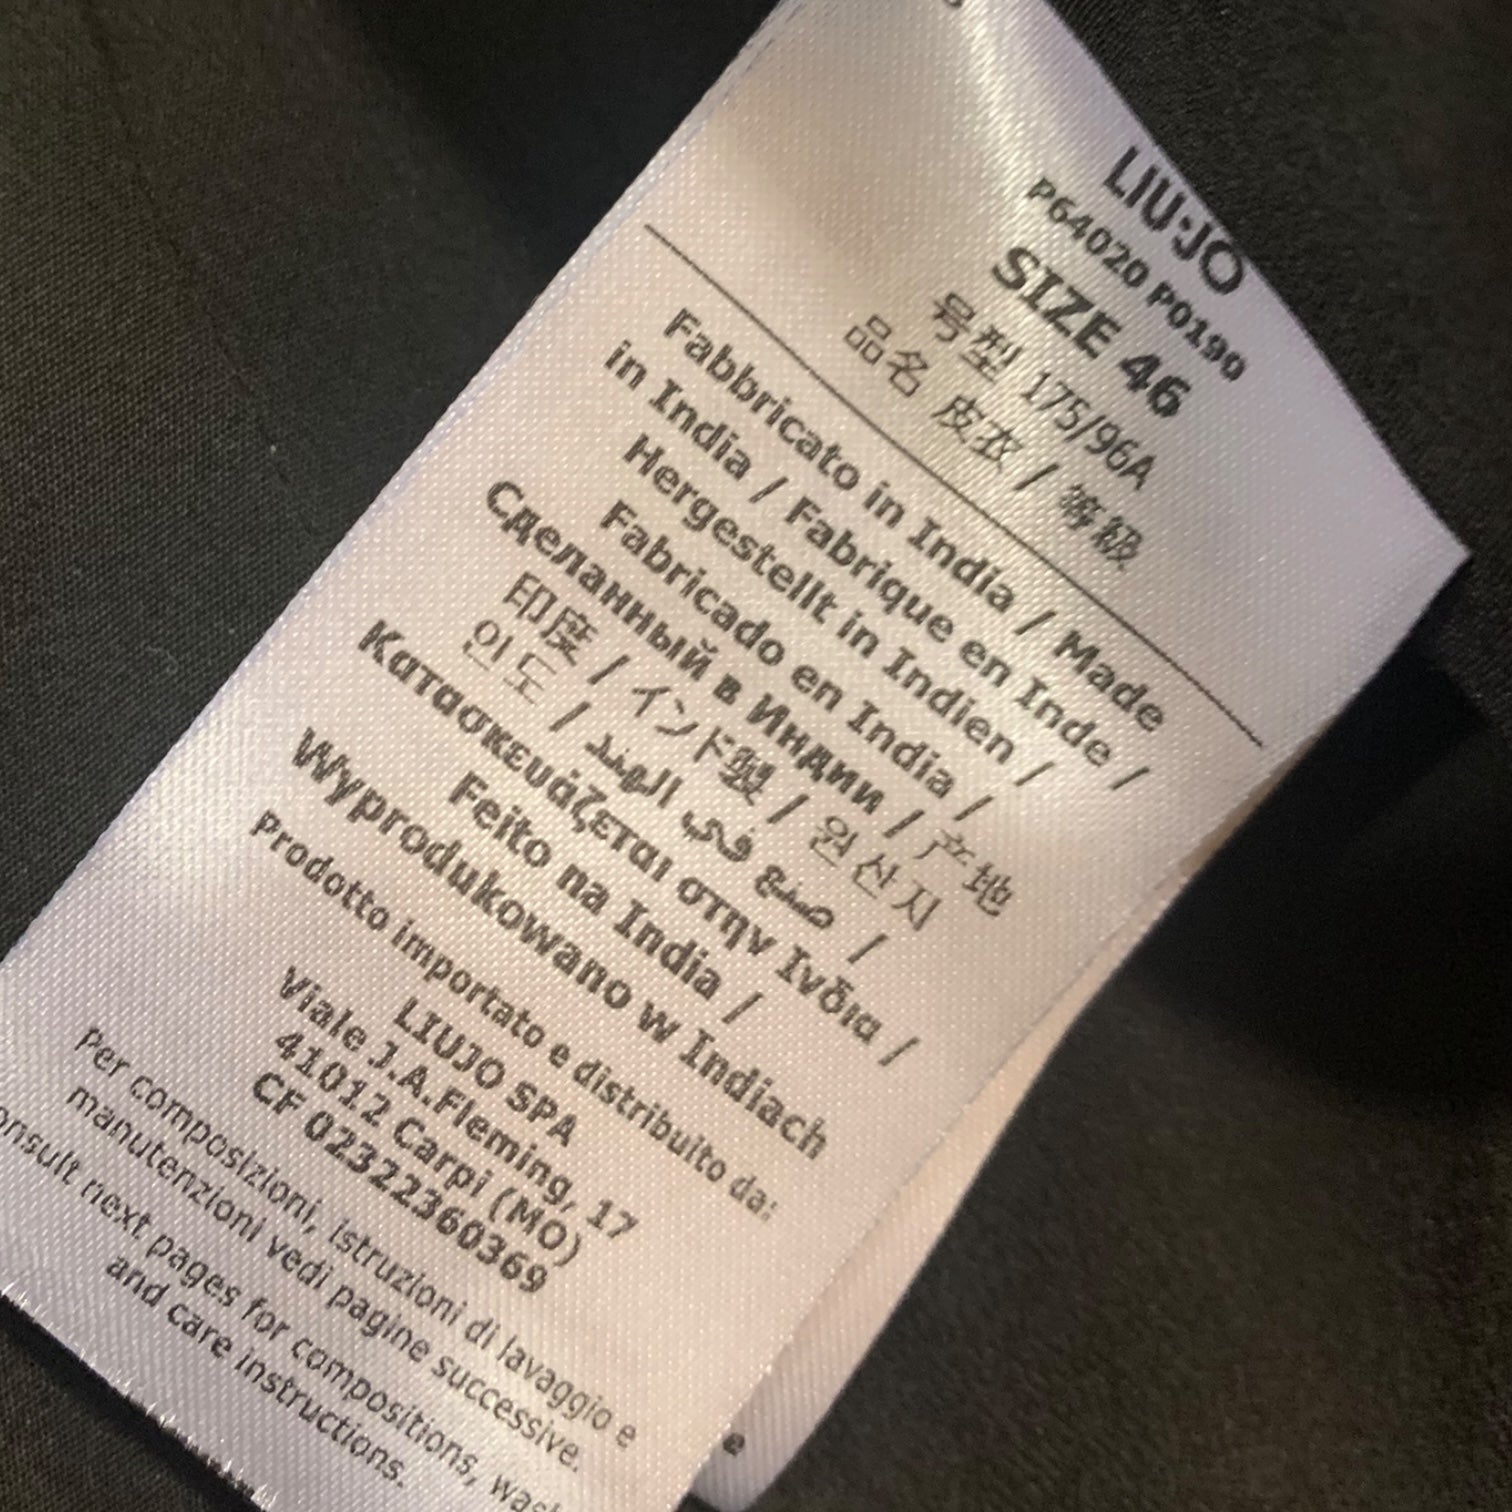 LIU·JO
P64020 P0190
SIZE 46
号型 175/96A
品名 皮衣 / 等級
Fabbricato in India / Made
in India / Fabrique en Inde /
Hergestellt in Indien /
Fabricado en India /
Сделанный в Индии / 产地
印度 / インド製 / 원산지
인도 / صنع في الهند /
Κατασκευάζεται στην Ινδια /
Feito na India /
Wyprodukowano w Indiach
Prodotto importato e distribuito da:
LIUJO SPA
Viale J.A.Fleming, 17
41012 Carpi (MO)
CF 02322360369
Per composizioni, istruzioni di lavaggio e
manutenzioni vedi pagine successive.
onsult next pages for compositions, wash
and care instructions.
e